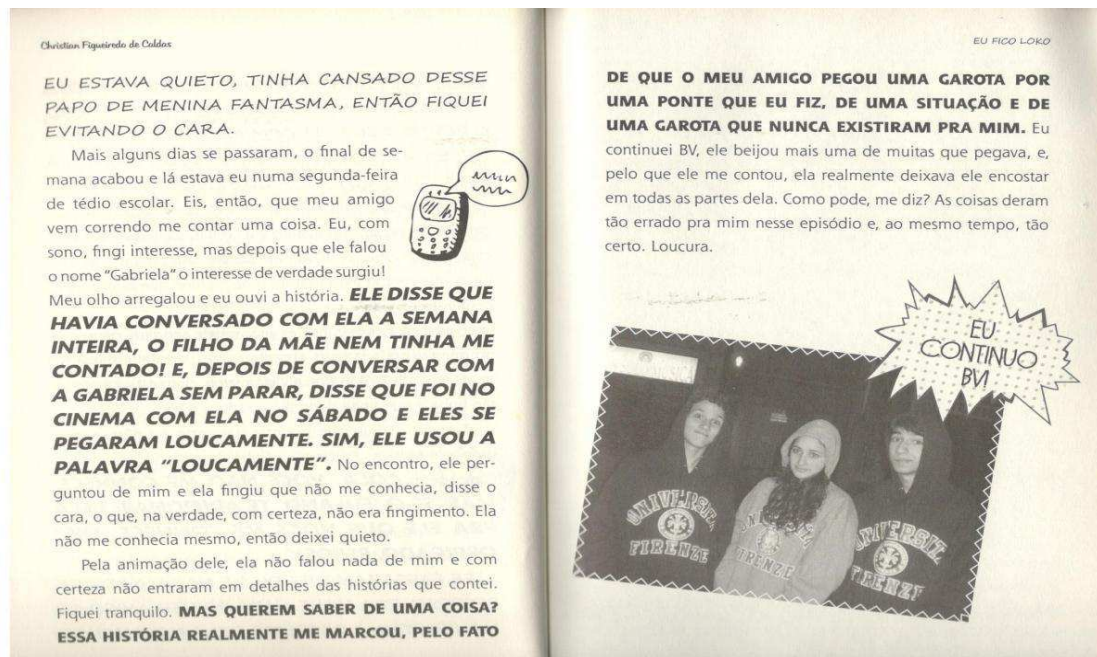 Christian Figueiredo de Caldas
EU ESTAVA QUIETO, TINHA CANSADO DESSE
PAPO DE MENINA FANTASMA, ENTÃO FIQUEI
EVITANDO O CARA.
Mais alguns dias se passaram, o final de se-
mana acabou e lá estava eu numa segunda-feira
de tédio escolar. Eis, então, que meu amigo
vem correndo me contar uma coisa. Eu, com
sono, fingi interesse, mas depois que ele falou
o nome "Gabriela" o interesse de verdade surgiu!
Meu olho arregalou e eu ouvi a história. ELE DISSE QUE
HAVIA CONVERSADO COM ELA A SEMANA
INTEIRA, O FILHO DA MÃE NEM TINHA ME
CONTADO! E, DEPOIS DE CONVERSAR COM
A GABRIELA SEM PARAR, DISSE QUE FOI NO
CINEMA COM ELA NO SÁBADO E ELES SE
PEGARAM LOUCAMENTE. SIM, ELE USOU A
PALAVRA "LOUCAMENTE". No encontro, ele per-
guntou de mim e ela fingiu que não me conhecia, disse o
cara, o que, na verdade, com certeza, não era fingimento. Ela
não me conhecia mesmo, então deixei quieto.
Pela animação dele, ela não falou nada de mim e com
certeza não entraram em detalhes das histórias que contei.
Fiquei tranquilo. MAS QUEREM SABER DE UMA COISA?
ESSA HISTÓRIA REALMENTE ME MARCOU, PELO FATO
EU FICO LOKO
DE QUE O MEU AMIGO PEGOU UMA GAROTA POR
UMA PONTE QUE EU FIZ, DE UMA SITUAÇÃO E DE
UMA GAROTA QUE NUNCA EXISTIRAM PRA MIM. Eu
continuei BV, ele beijou mais uma de muitas que pegava, e,
pelo que ele me contou, ela realmente deixava ele encostar
em todas as partes dela. Como pode, me diz? As coisas deram
tão errado pra mim nesse episódio e, ao mesmo tempo, tão
certo. Loucura.
EU
CONTINUO
BV!
UNIVERSIT
FIRENZE
FIRENZE
UNIVERSIT
FIRENZE